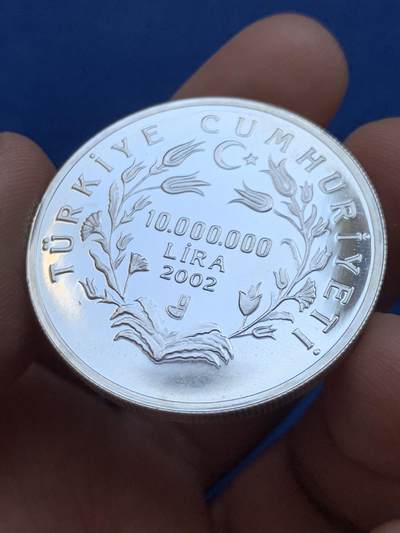 TÜRKİYE CUMHURİYETİ
10.000.000
LİRA
2002